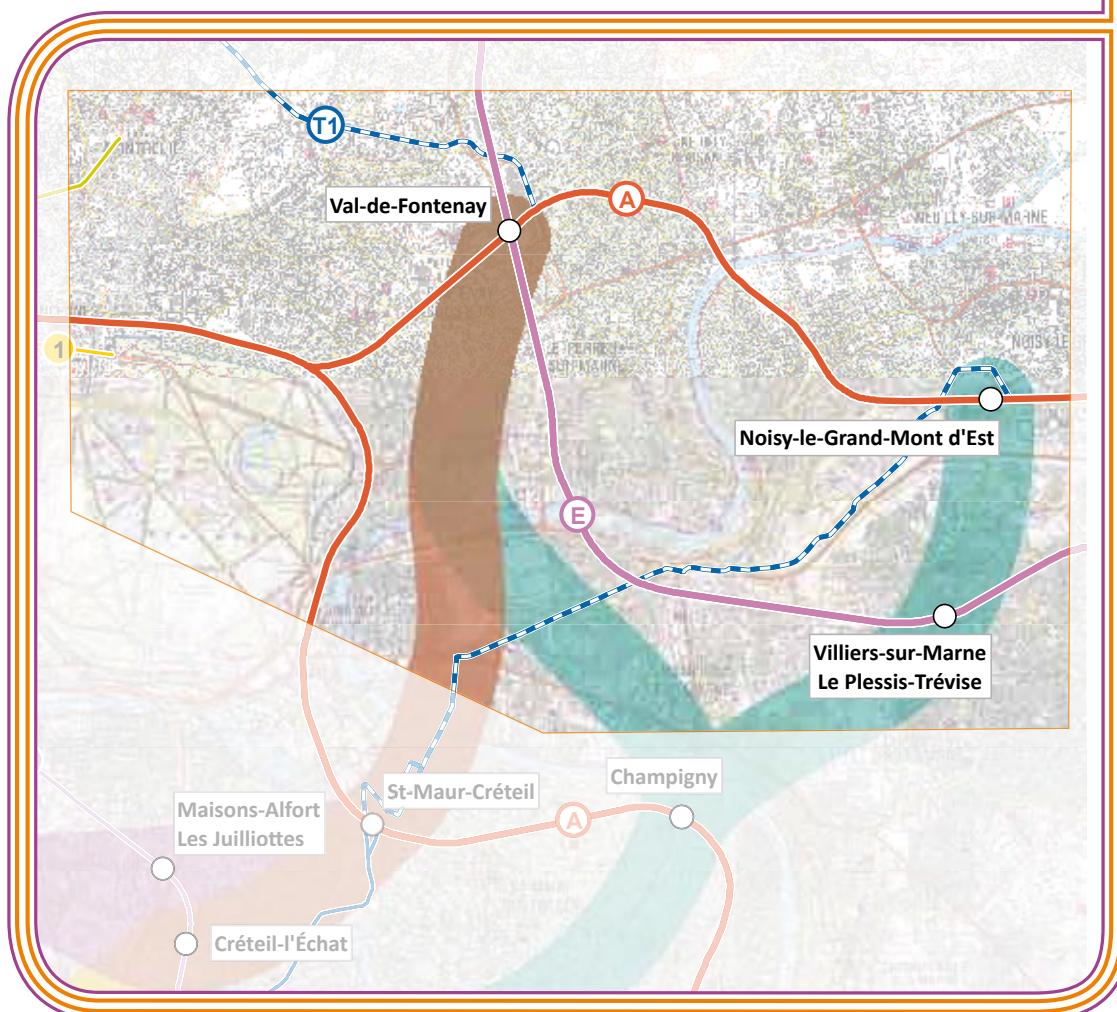 T1
Val-de-Fontenay
A
NEUILLY-SUR-MARNE
1
Noisy-le-Grand-Mont d'Est
E
Villiers-sur-Marne
Le Plessis-Trévise
Champigny
St-Maur-Créteil
Maisons-Alfort
Les Juilliottes
A
Créteil-l'Échat